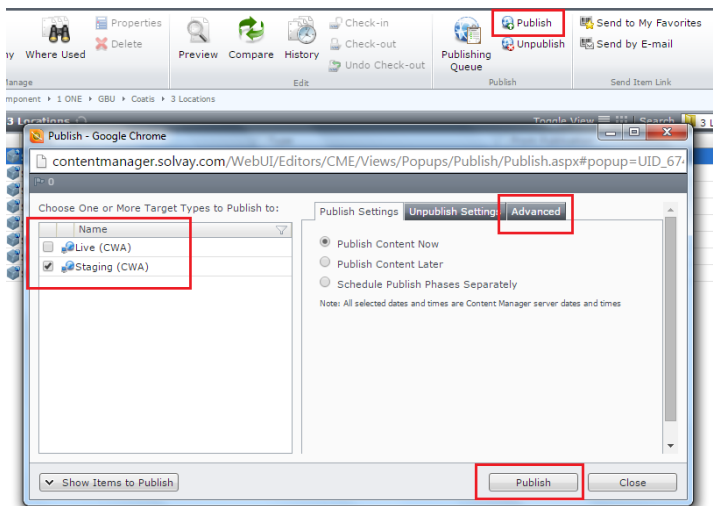 Properties
Check-in
Publish
Send to My Favorites
Where Used
Delete
Preview
Compare
History
Check-out
Publishing Queue
Unpublish
Send by E-mail
Undo Check-out
Edit
Publish
Send Item Link
1 ONE GBU Coatis 3 Locations
3 Locations
Toggle View
Search
Publish - Google Chrome
contentmanager.solvay.com/WebUI/Editors/CME/Views/Popups/Publish/Publish.aspx#popup=UID_67
0
Choose One or More Target Types to Publish to:
Name
Live (CWA)
Staging (CWA)
Publish Settings
Unpublish Settings
Advanced
Publish Content Now
Publish Content Later
Schedule Publish Phases Separately
Note: All selected dates and times are Content Manager server dates and times
Show Items to Publish
Publish
Close